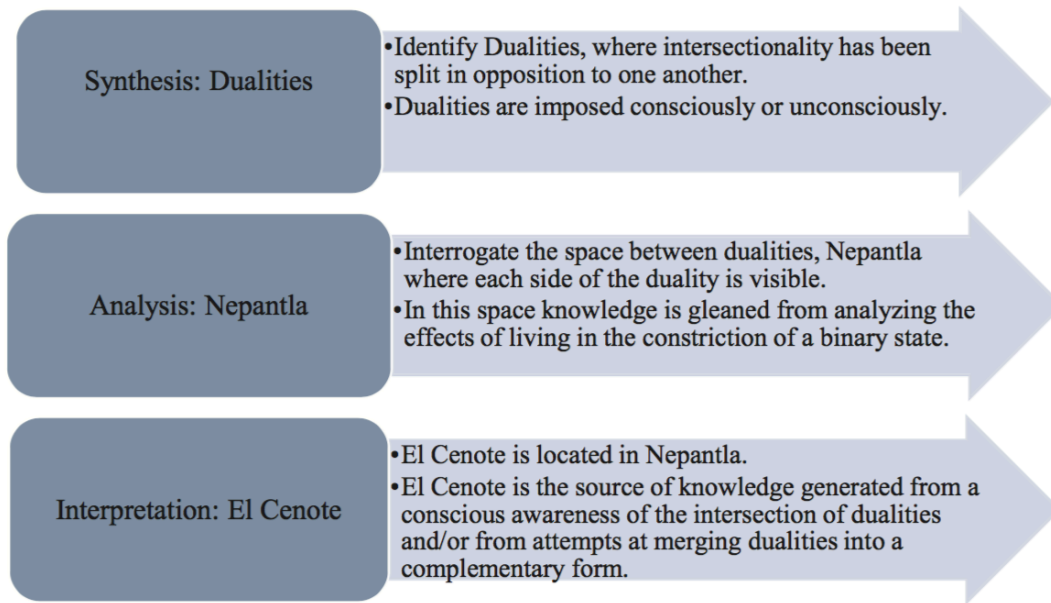 Synthesis: Dualities
•Identify Dualities, where intersectionality has been
split in opposition to one another.
•Dualities are imposed consciously or unconsciously.
Analysis: Nepantla
•Interrogate the space between dualities, Nepantla
where each side of the duality is visible.
•In this space knowledge is gleaned from analyzing the
effects of living in the constriction of a binary state.
Interpretation: El Cenote
•El Cenote is located in Nepantla.
•El Cenote is the source of knowledge generated from a
conscious awareness of the intersection of dualities
and/or from attempts at merging dualities into a
complementary form.